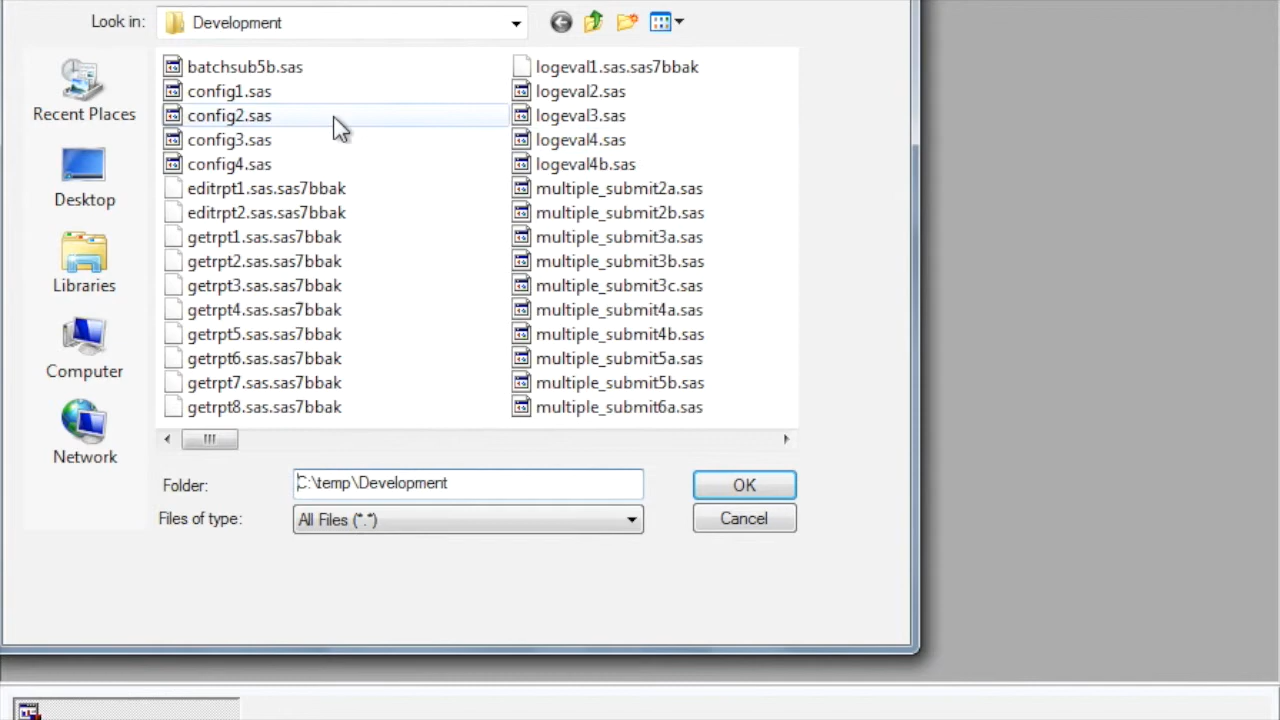 Look in:
Development
Recent Places
Desktop
Libraries
Computer
Network
batchsub5b.sas
config1.sas
config2.sas
config3.sas
config4.sas
editrpt1.sas.sas7bbak
editrpt2.sas.sas7bbak
getrpt1.sas.sas7bbak
getrpt2.sas.sas7bbak
getrpt3.sas.sas7bbak
getrpt4.sas.sas7bbak
getrpt5.sas.sas7bbak
getrpt6.sas.sas7bbak
getrpt7.sas.sas7bbak
getrpt8.sas.sas7bbak
logeval1.sas.sas7bbak
logeval2.sas
logeval3.sas
logeval4.sas
logeval4b.sas
multiple_submit2a.sas
multiple_submit2b.sas
multiple_submit3a.sas
multiple_submit3b.sas
multiple_submit3c.sas
multiple_submit4a.sas
multiple_submit4b.sas
multiple_submit5a.sas
multiple_submit5b.sas
multiple_submit6a.sas
Folder:
C:\temp\Development
OK
Files of type:
All Files (*.*)
Cancel